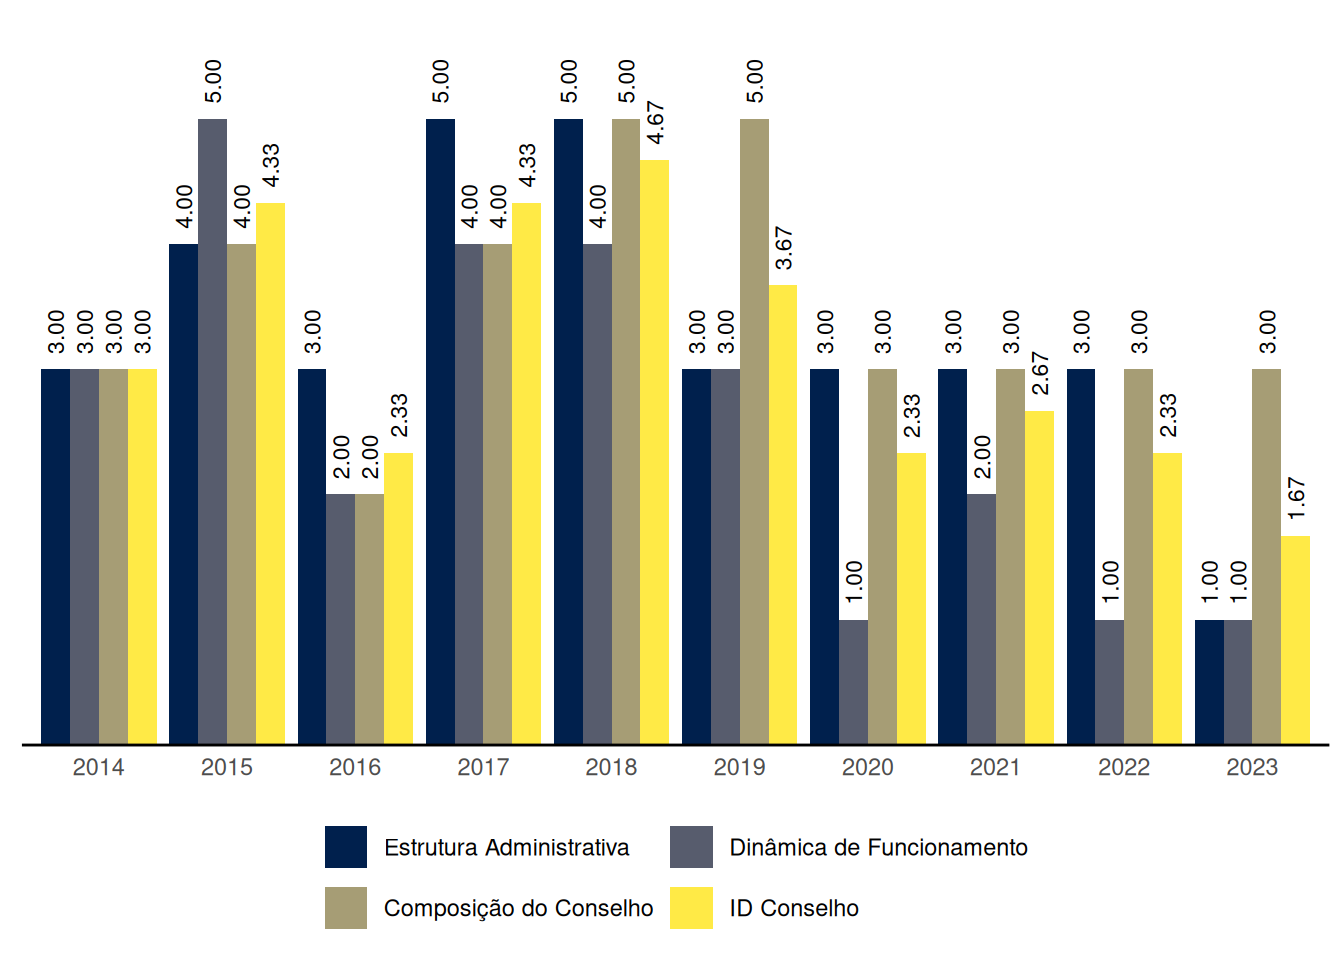 3.00 3.00 3.00 3.00
4.00 5.00 4.00 4.33
3.00 2.00 2.00 2.33
5.00 4.00 4.00 4.33
5.00 4.00 5.00 4.67
3.00 3.00 5.00 3.67
3.00 1.00 3.00 2.33
3.00 2.00 3.00 2.67
3.00 1.00 3.00 2.33
1.00 1.00 3.00 1.67
2014 2015 2016 2017 2018 2019 2020 2021 2022 2023
Estrutura Administrativa Dinâmica de Funcionamento
Composição do Conselho ID Conselho